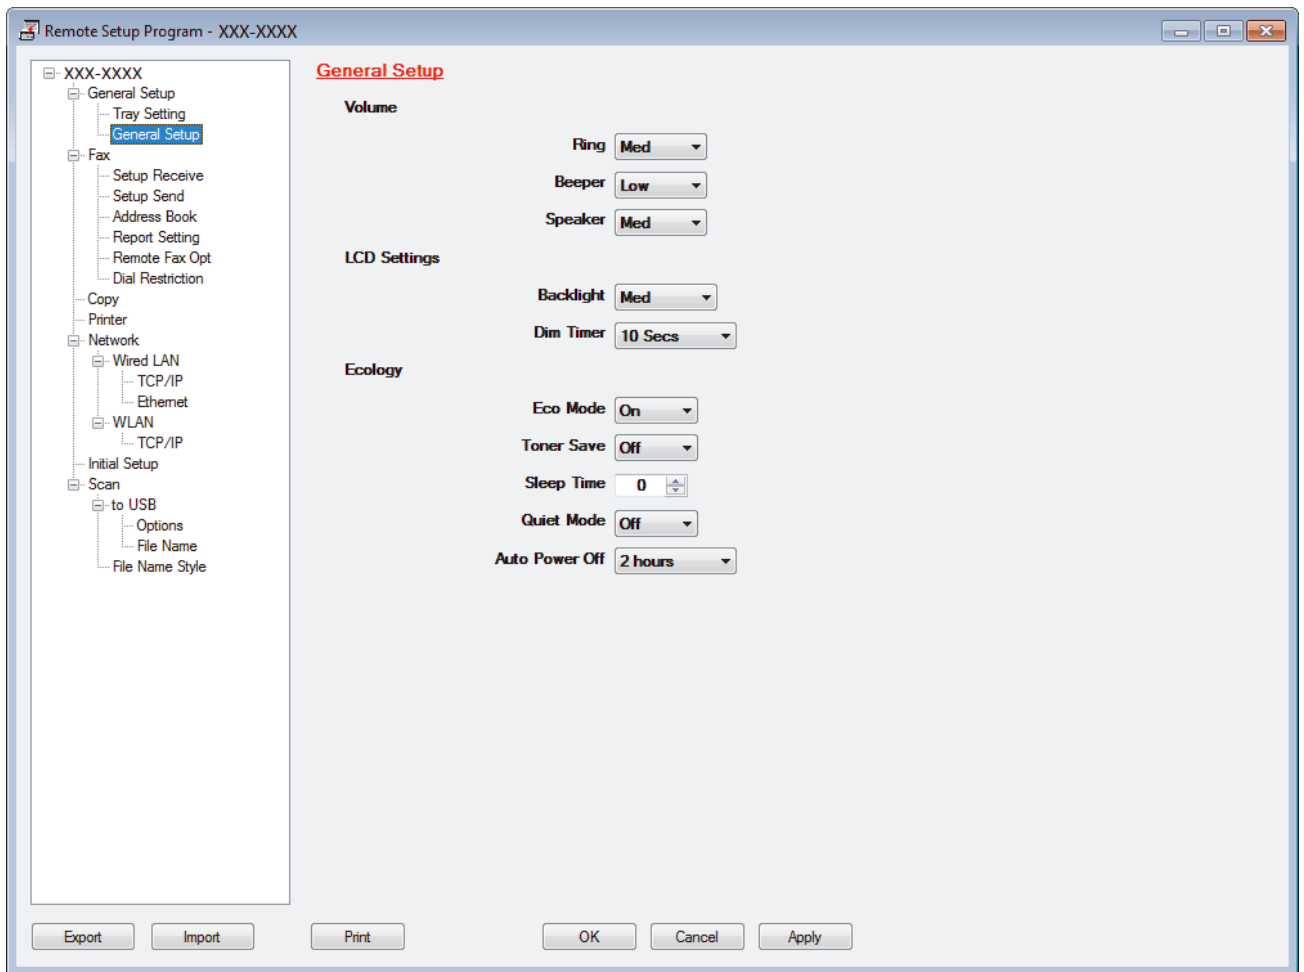 Remote Setup Program - XXX-XXXX
XXX-XXXX
General Setup
Tray Setting
General Setup
Fax
Setup Receive
Setup Send
Address Book
Report Setting
Remote Fax Opt
Dial Restriction
Copy
Printer
Network
Wired LAN
TCP/IP
Ethernet
WLAN
TCP/IP
Initial Setup
Scan
to USB
Options
File Name
File Name Style
General Setup
Volume
Ring Med
Beeper Low
Speaker Med
LCD Settings
Backlight Med
Dim Timer 10 Secs
Ecology
Eco Mode On
Toner Save Off
Sleep Time 0
Quiet Mode Off
Auto Power Off 2 hours
Export Import Print OK Cancel Apply